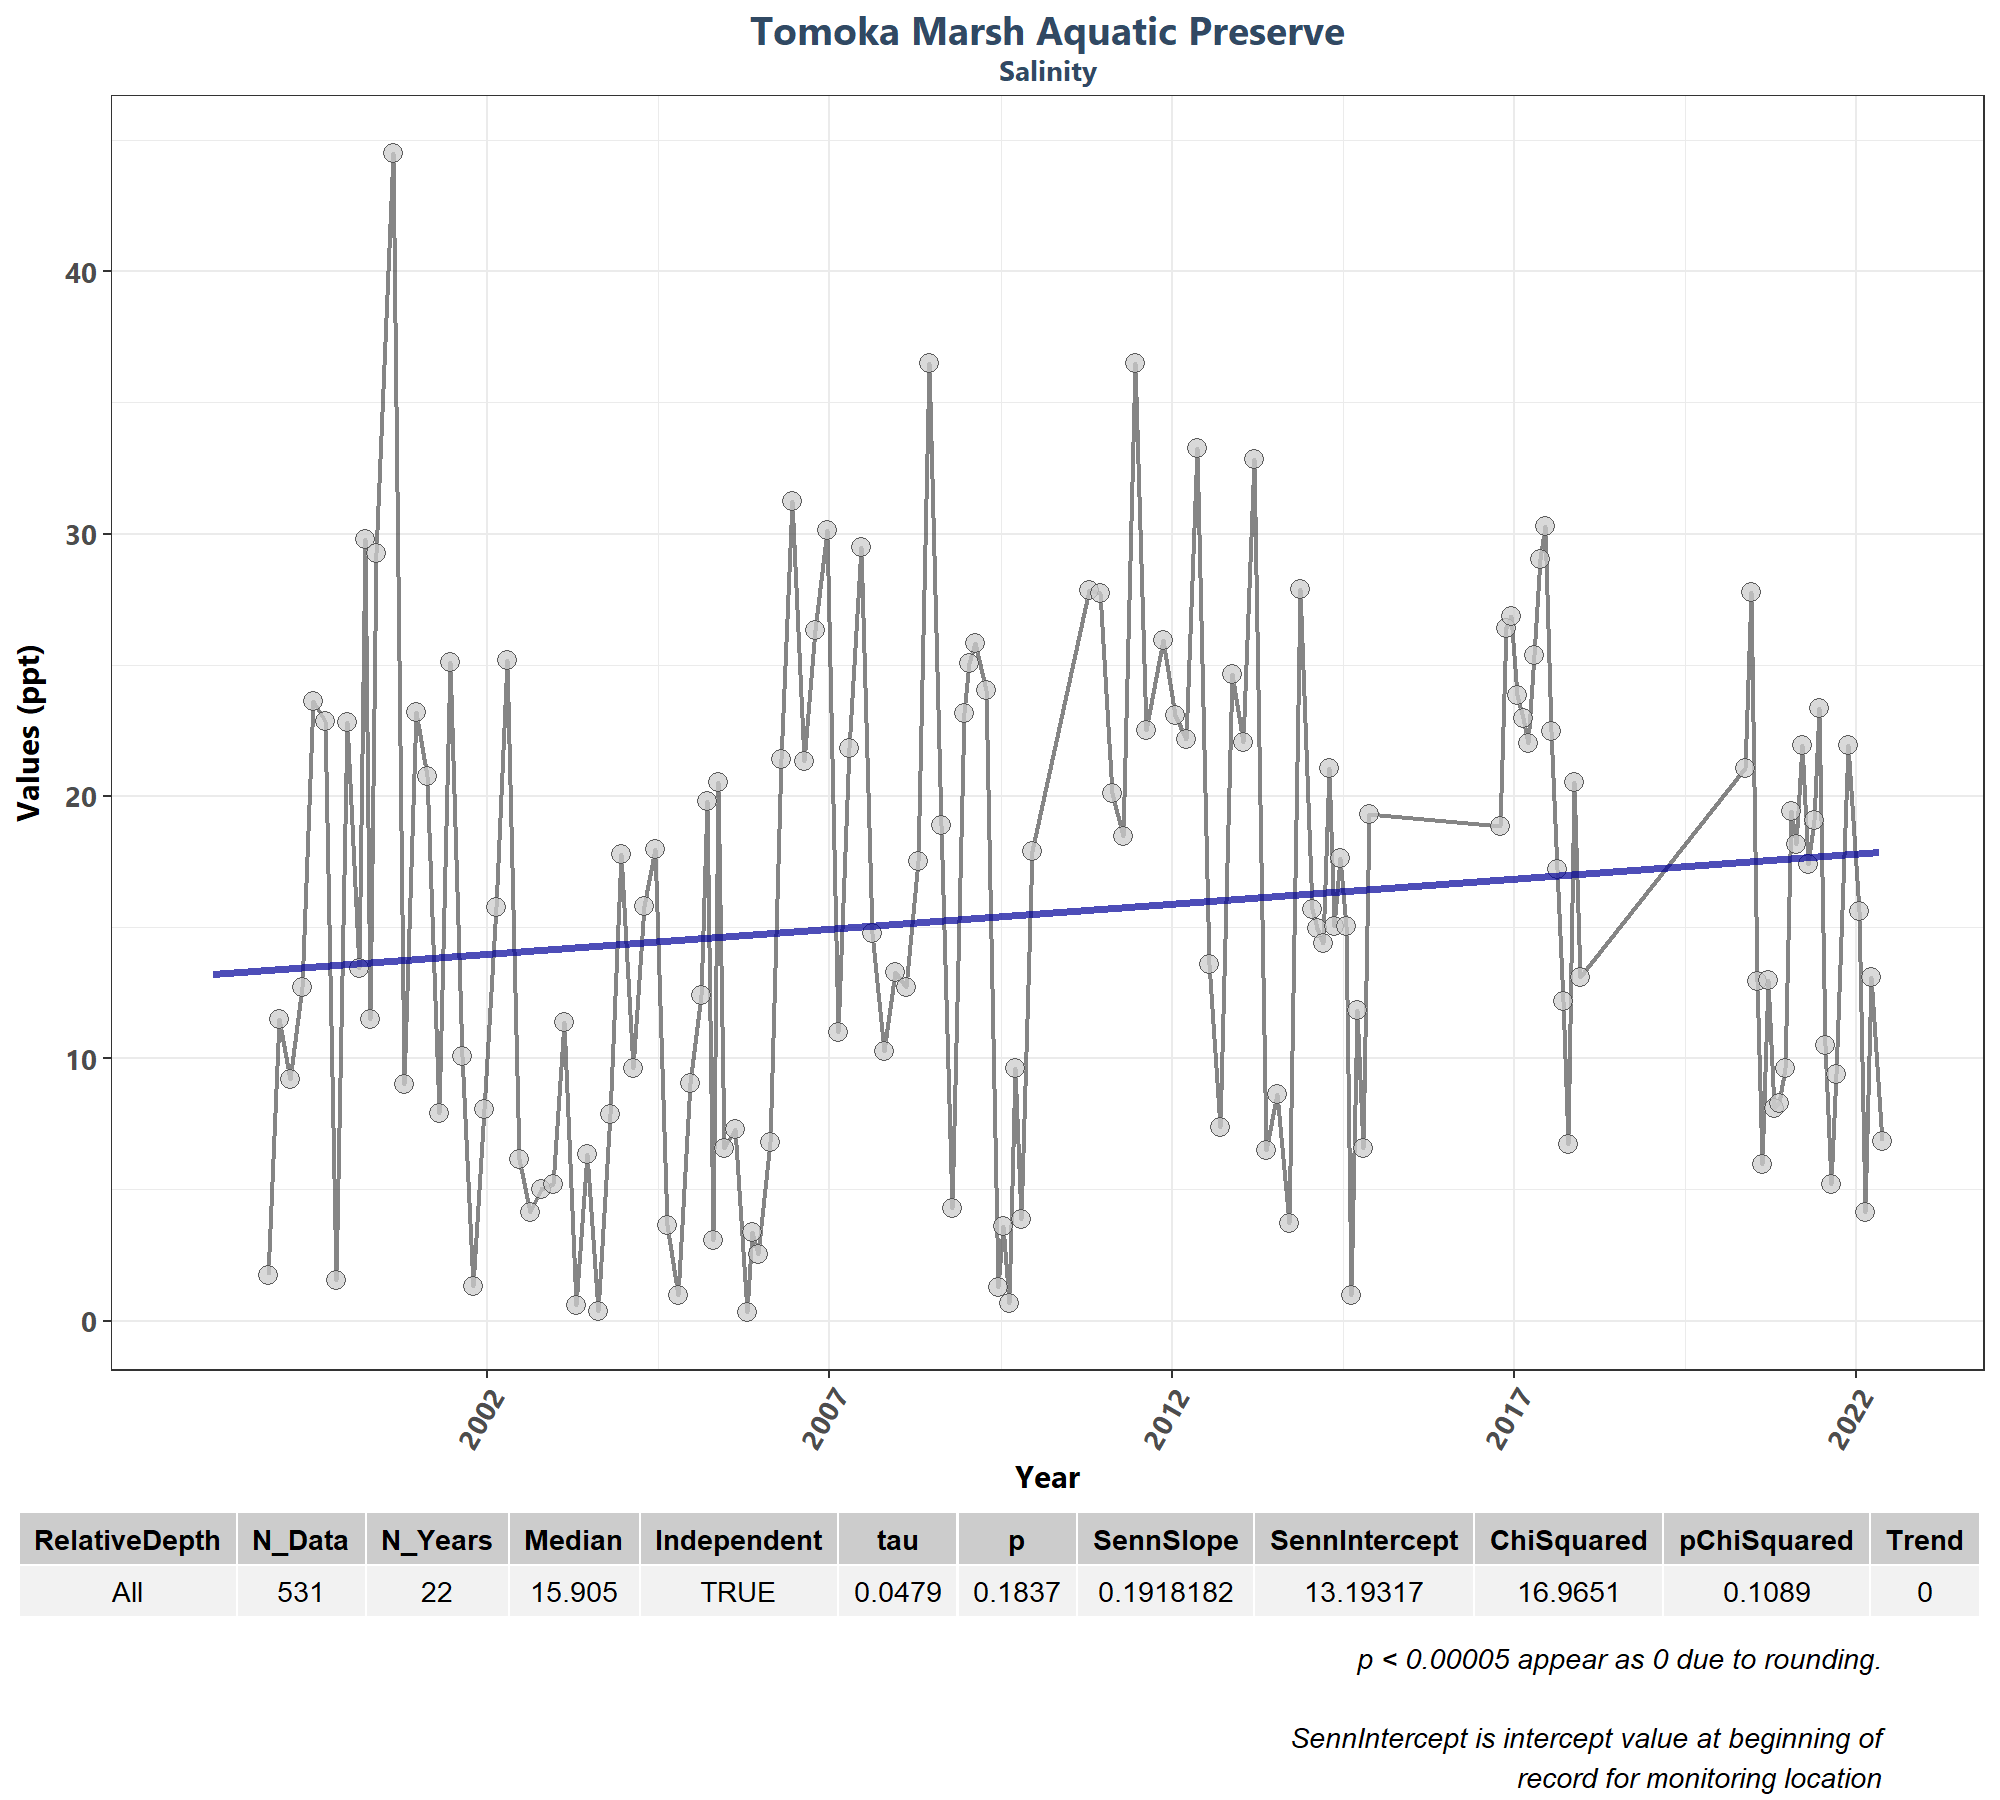 Tomoka Marsh Aquatic Preserve
Salinity
Values (ppt)
40
30
20
10
0
2002 2007 2012 2017 2022
Year
RelativeDepth N_Data N_Years Median Independent tau p SennSlope SennIntercept ChiSquared pChiSquared Trend
All 531 22 15.905 TRUE 0.0479 0.1837 0.1918182 13.19317 16.9651 0.1089 0
p < 0.00005 appear as 0 due to rounding.
SennIntercept is intercept value at beginning of
record for monitoring location